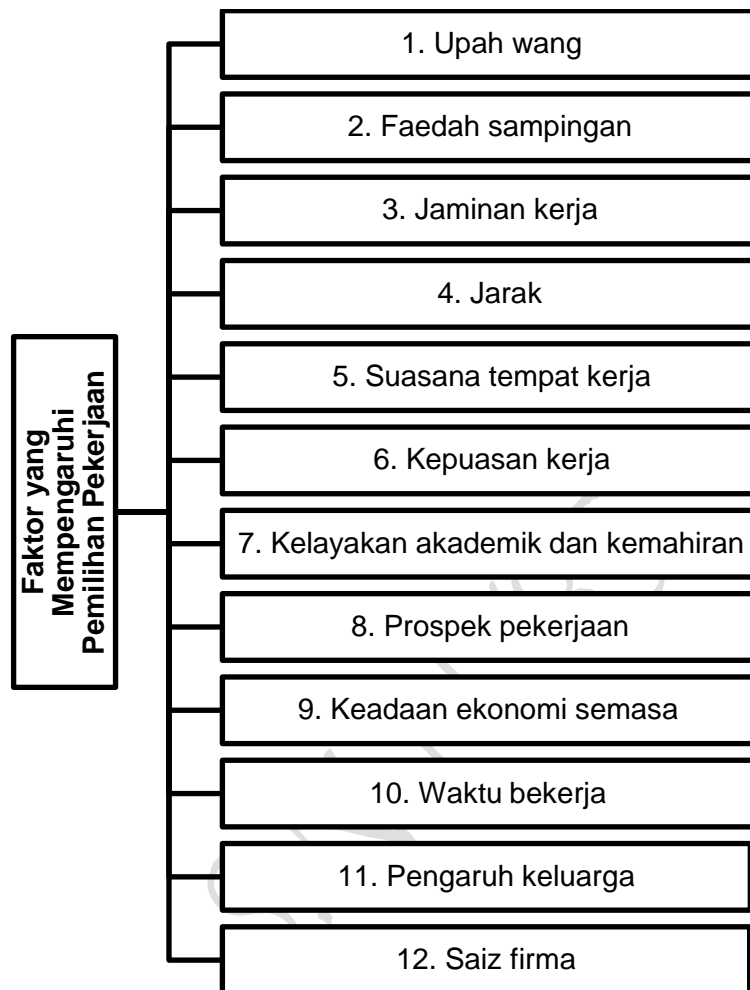 Faktor yang
Mempengaruhi
Pemilihan Pekerjaan
1. Upah wang
2. Faedah sampingan
3. Jaminan kerja
4. Jarak
5. Suasana tempat kerja
6. Kepuasan kerja
7. Kelayakan akademik dan kemahiran
8. Prospek pekerjaan
9. Keadaan ekonomi semasa
10. Waktu bekerja
11. Pengaruh keluarga
12. Saiz firma